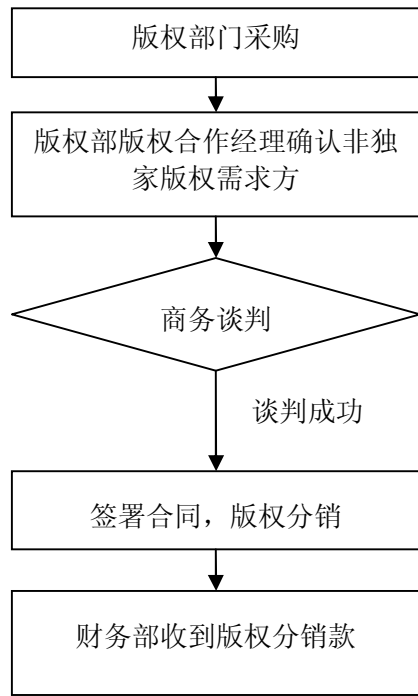 版权部门采购
版权部版权合作经理确认非独
家版权需求方
商务谈判
谈判成功
签署合同，版权分销
财务部收到版权分销款